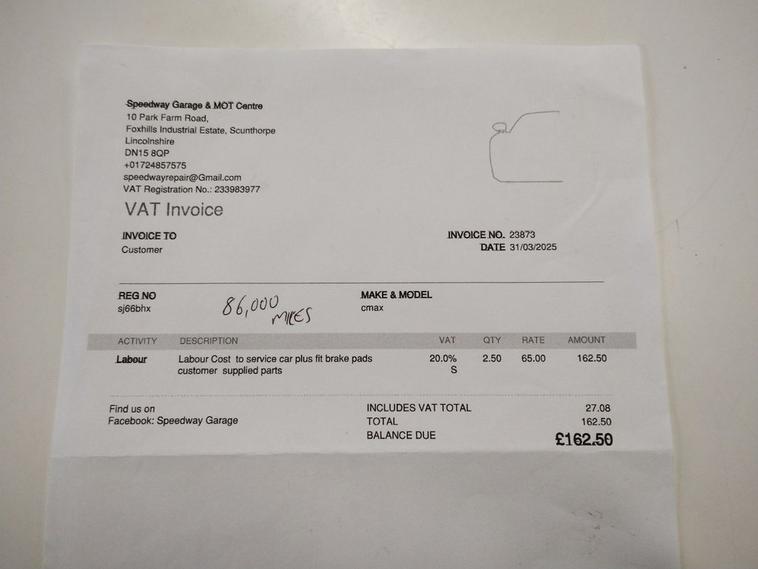 Speedway Garage & MOT Centre
10 Park Farm Road,
Foxhills Industrial Estate, Scunthorpe
Lincolnshire
DN15 8QP
+01724857575
speedwayrepair@Gmail.com
VAT Registration No.: 233983977
VAT Invoice
INVOICE TO
Customer
INVOICE NO. 23873
DATE 31/03/2025
REG NO
sj66bhx
86,000
MILES
MAKE & MODEL
cmax
ACTIVITY DESCRIPTION VAT QTY RATE AMOUNT
Labour Labour Cost to service car plus fit brake pads 20.0% 2.50 65.00 162.50
customer supplied parts S
Find us on
Facebook: Speedway Garage
INCLUDES VAT TOTAL 27.08
TOTAL 162.50
BALANCE DUE £162.50